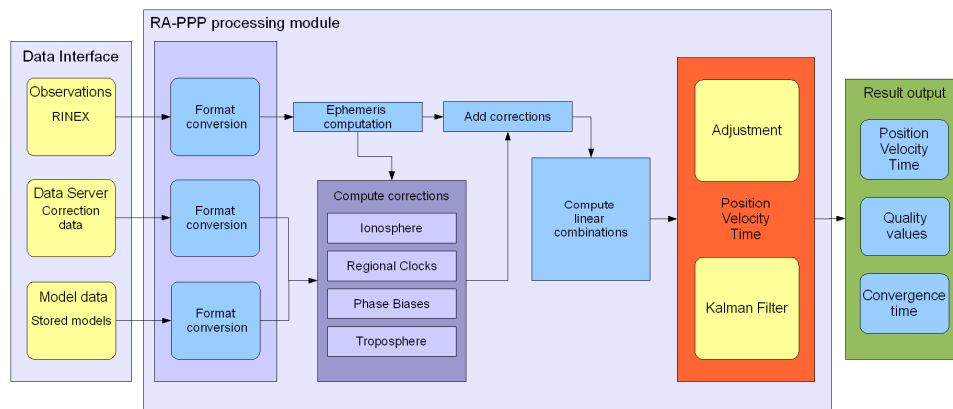 RA-PPP processing module
Data Interface
Observations
RINEX
Data Server
Correction
data
Model data
Stored models
Format
conversion
Format
conversion
Format
conversion
Ephemeris
computation
Add corrections
Compute corrections
Ionosphere
Regional Clocks
Phase Biases
Troposphere
Compute
linear
combinations
Adjustment
Position
Velocity
Time
Kalman Filter
Result output
Position
Velocity
Time
Quality
values
Convergence
time